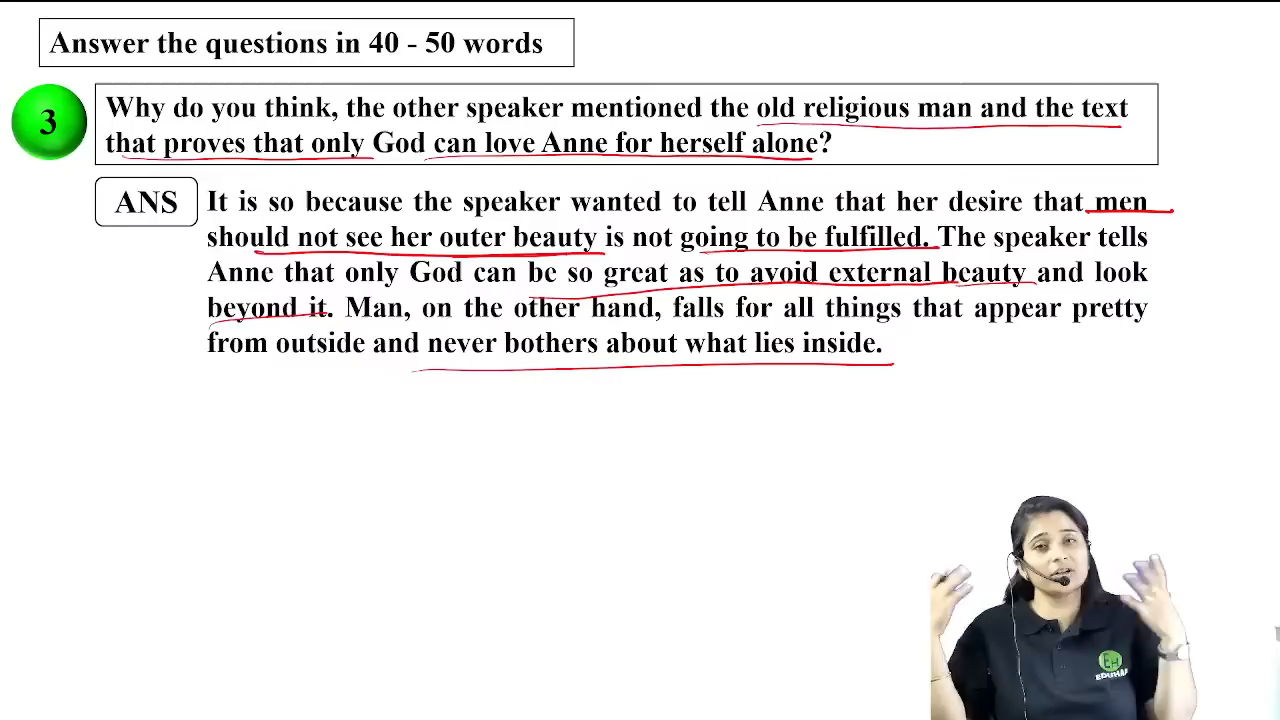 Answer the questions in 40 - 50 words
3
Why do you think, the other speaker mentioned the old religious man and the text
that proves that only God can love Anne for herself alone?
ANS
It is so because the speaker wanted to tell Anne that her desire that men
should not see her outer beauty is not going to be fulfilled. The speaker tells
Anne that only God can be so great as to avoid external beauty and look
beyond it. Man, on the other hand, falls for all things that appear pretty
from outside and never bothers about what lies inside.
EH